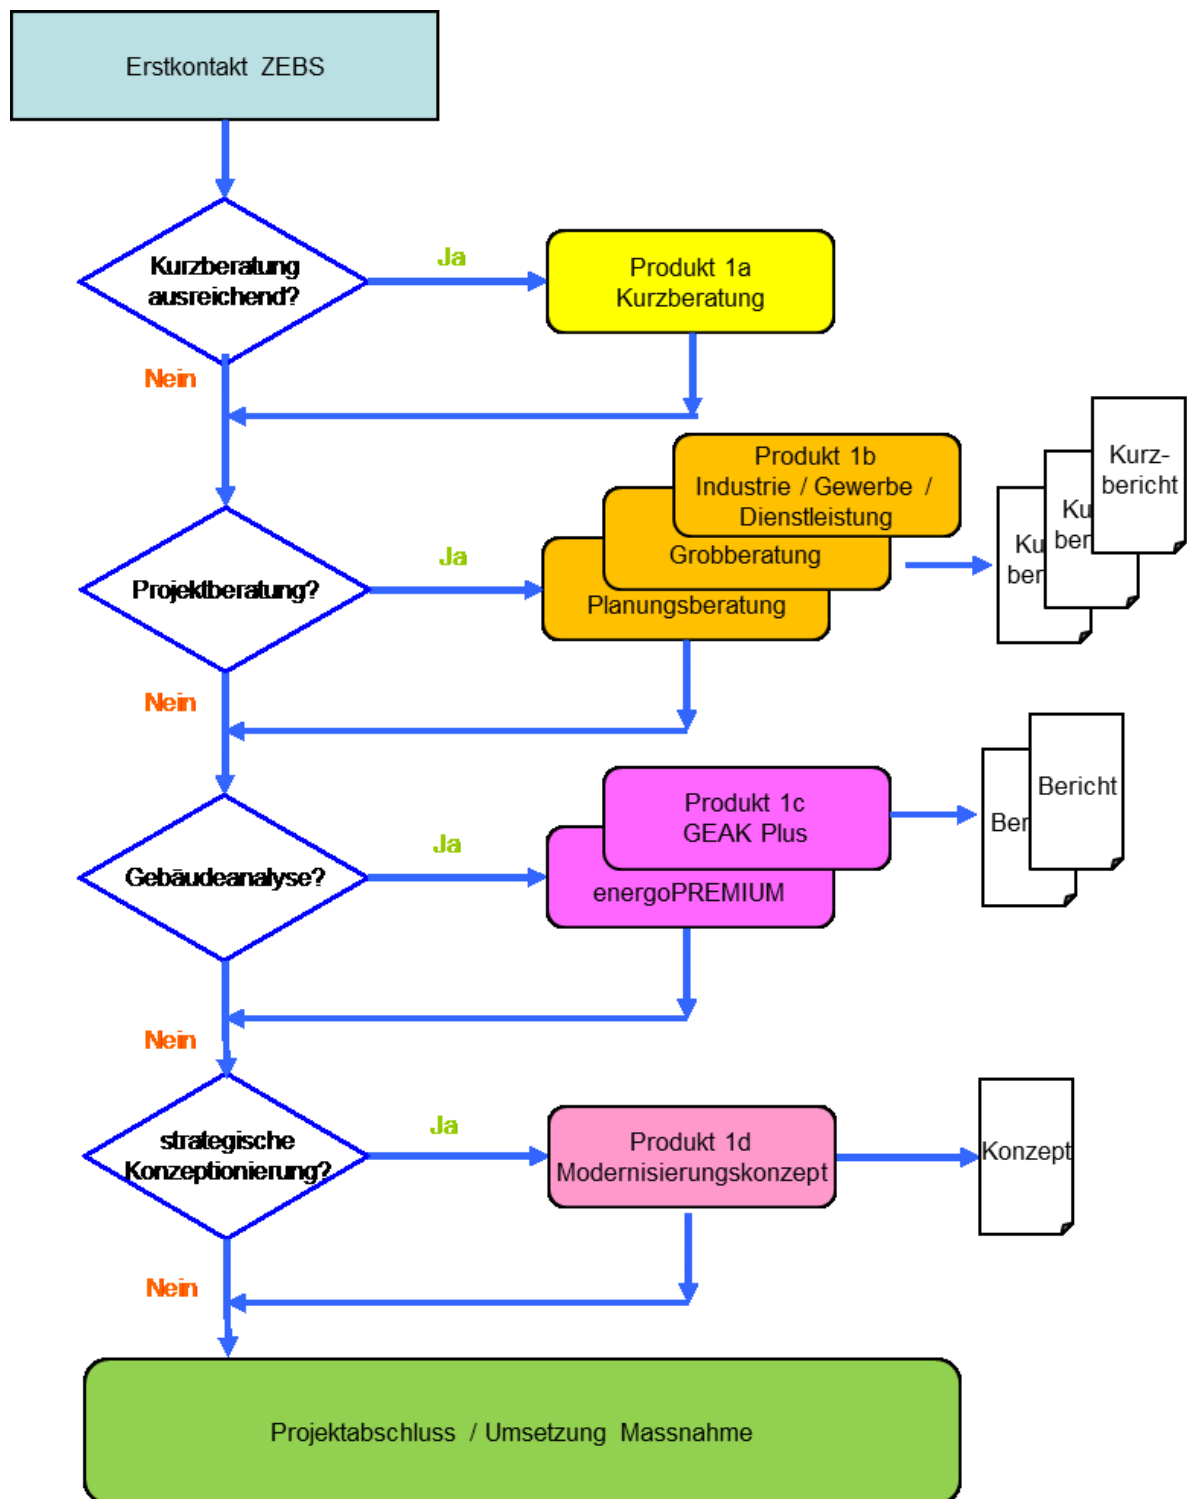 Erstkontakt ZEBS
Kurzberatung
ausreichend?
Ja
Produkt 1a
Kurzberatung
Nein
Produkt 1b
Industrie / Gewerbe /
Dienstleistung
Grobberatung
Planungsberatung
Projektberatung?
Ja
Kurz-
bericht
Ku
ber
Ku
ber
Nein
Gebäudeanalyse?
Ja
Produkt 1c
GEAK Plus
energoPREMIUM
Bericht
Ber
Nein
strategische
Konzeptionierung?
Ja
Produkt 1d
Modernisierungskonzept
Konzept
Nein
Projektabschluss / Umsetzung Massnahme